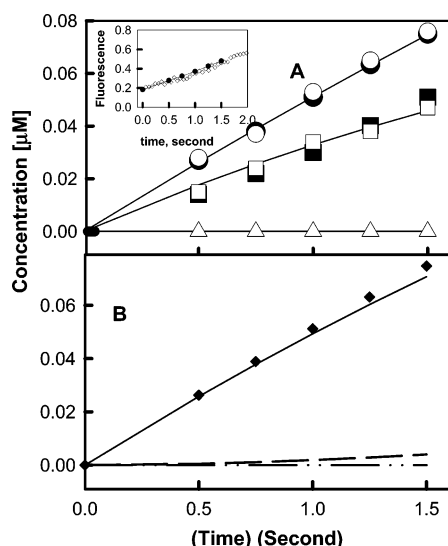 0.08
0.06
0.04
0.02
0.00
Concentration [µM]
A
Fluorescence
0.8
0.6
0.4
0.2
0.0
0.0 0.5 1.0 1.5 2.0
time, second
B
0.06
0.04
0.02
0.00
0.0 0.5 1.0 1.5
(Time) (Second)